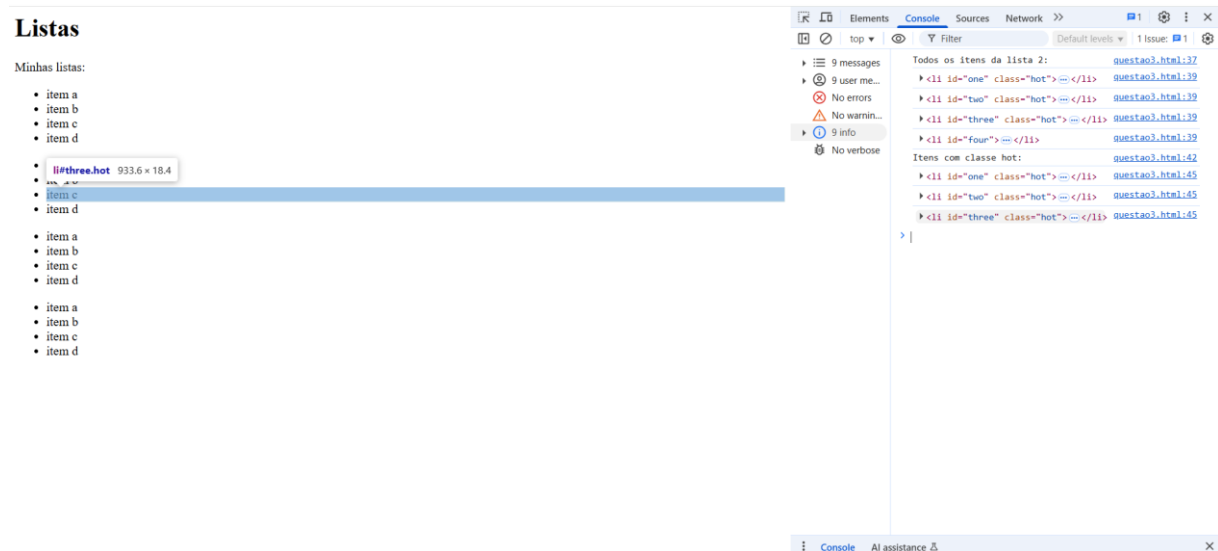 Listas
Minhas listas:
item a
item b
item c
item d
li#three.hot 933.6 × 18.4
item c
item d
item a
item b
item c
item d
item a
item b
item c
item d
Elements Console Sources Network 1
top Filter Default levels 1 Issue: 1
9 messages
9 user me...
No errors
No warnin...
9 info
No verbose
Todos os itens da lista 2: questao3.html:37
<li id="one" class="hot">…</li> questao3.html:39
<li id="two" class="hot">…</li> questao3.html:39
<li id="three" class="hot">…</li> questao3.html:39
<li id="four">…</li> questao3.html:39
Itens com classe hot: questao3.html:42
<li id="one" class="hot">…</li> questao3.html:45
<li id="two" class="hot">…</li> questao3.html:45
<li id="three" class="hot">…</li> questao3.html:45
Console AI assistance